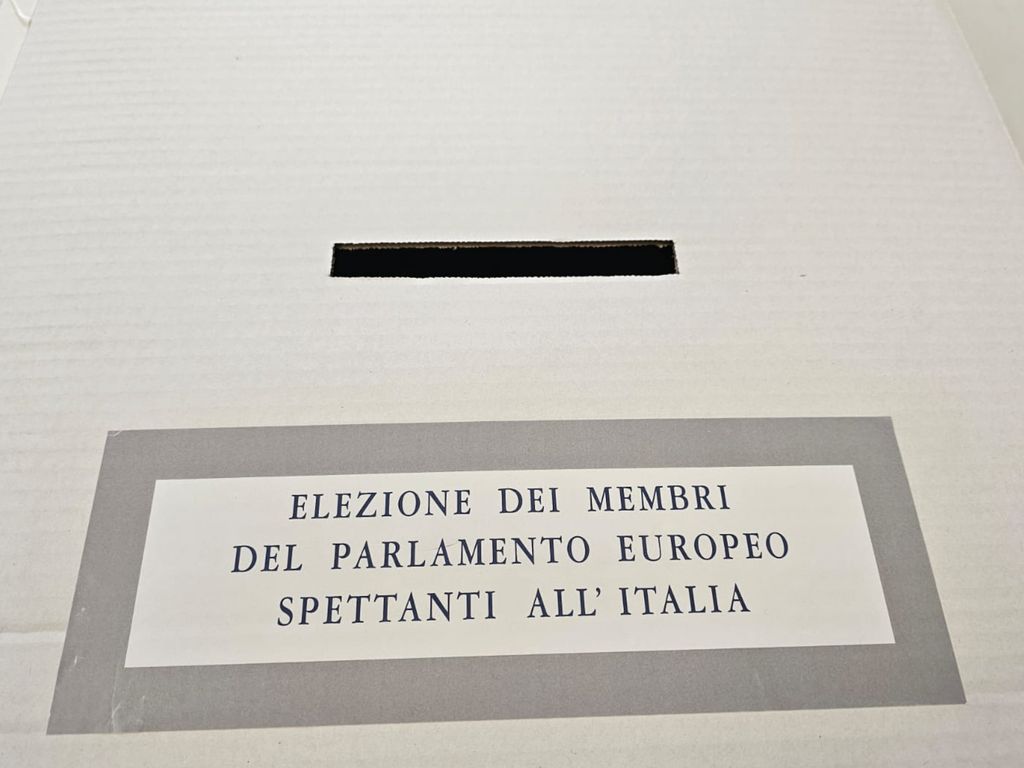 ELEZIONE DEI MEMBRI
DEL PARLAMENTO EUROPEO
SPETTANTI ALL' ITALIA